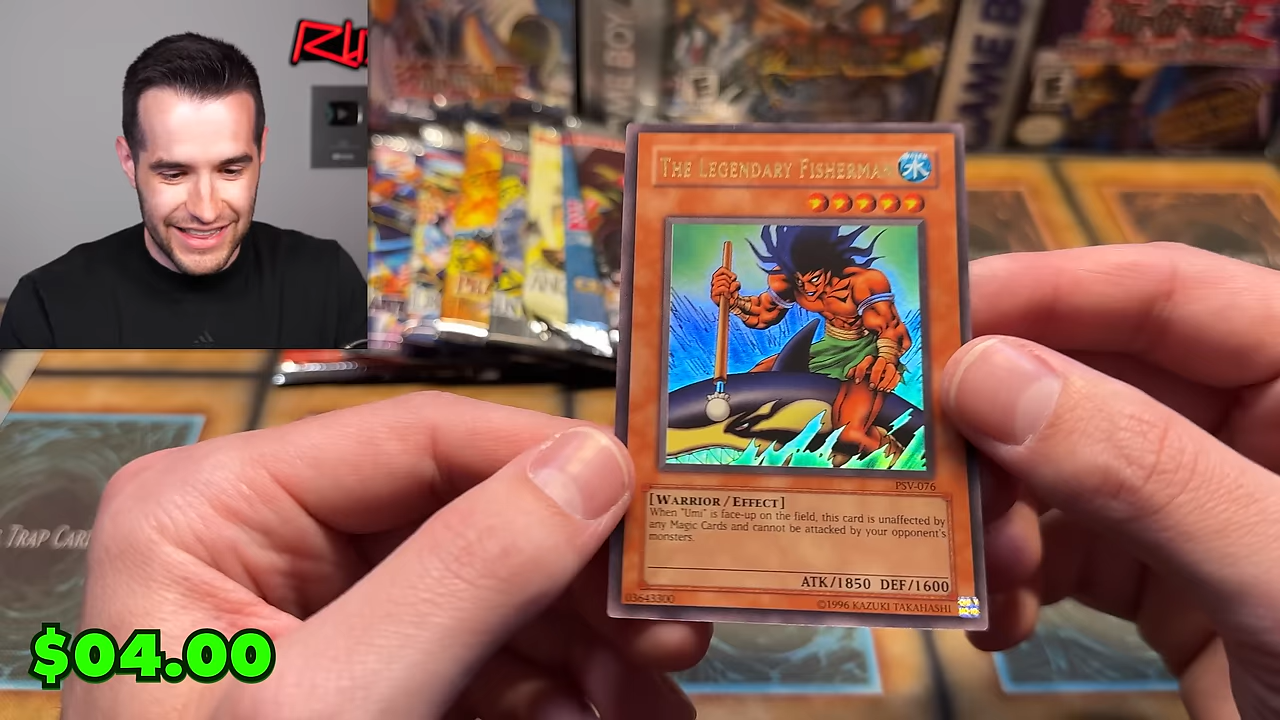 GAME BOY
GAME B
E
E
THE LEGENDARY FISHERMAN
水
PSV-076
[WARRIOR/EFFECT]
When "Umi" is face-up on the field, this card is unaffected by
any Magic Cards and cannot be attacked by your opponent's
monsters.
ATK/1850 DEF/1600
03643300
©1996 KAZUKI TAKAHASHI
TRAP CAR
$04.00